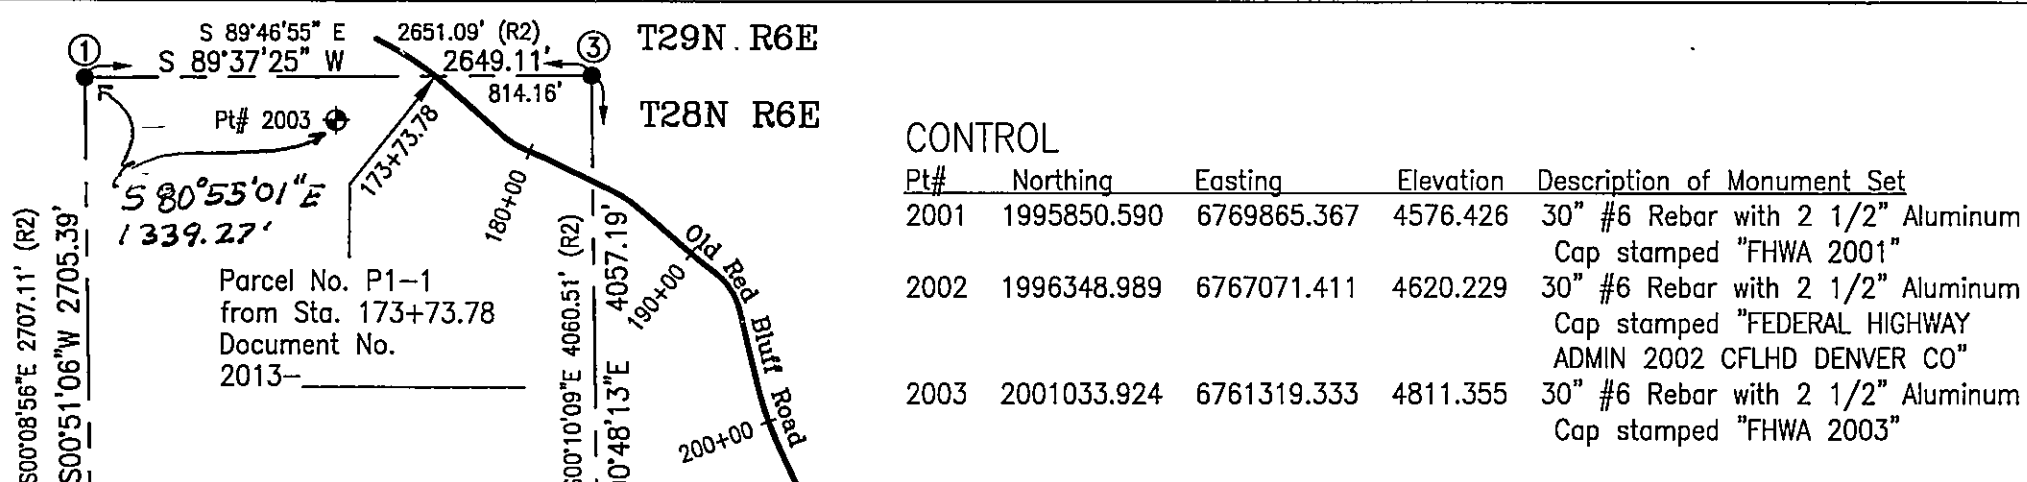 S 89°46'55" E 2651.09' (R2)
S 89°37'25" W 2649.11'
814.16'
1
3
T29N R6E
T28N R6E
Pt# 2003
S 80°55'01" E
1339.27'
173+73.78
180+00
190+00
200+00
Old Red Bluff Road
Parcel No. P1-1
from Sta. 173+73.78
Document No.
2013-
S00°08'56"E 2707.11' (R2)
S00°51'06"W 2705.39'
S00°10'09"E 4060.51' (R2)
0°48'13"E 4057.19'
CONTROL
Pt# Northing Easting Elevation Description of Monument Set
2001 1995850.590 6769865.367 4576.426 30" #6 Rebar with 2 1/2" Aluminum
Cap stamped "FHWA 2001"
2002 1996348.989 6767071.411 4620.229 30" #6 Rebar with 2 1/2" Aluminum
Cap stamped "FEDERAL HIGHWAY
ADMIN 2002 CFLHD DENVER CO"
2003 2001033.924 6761319.333 4811.355 30" #6 Rebar with 2 1/2" Aluminum
Cap stamped "FHWA 2003"